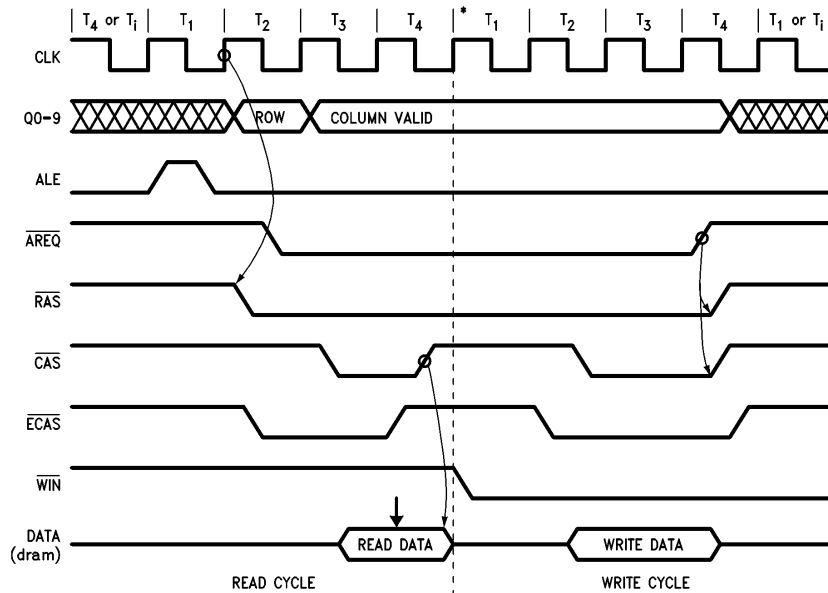 T4 or Ti T1 T2 T3 T4 * T1 T2 T3 T4 T1 or Ti
CLK
Q0-9 ROW COLUMN VALID
ALE
AREQ
RAS
CAS
ECAS
WIN
DATA READ DATA WRITE DATA
(dram)
READ CYCLE WRITE CYCLE